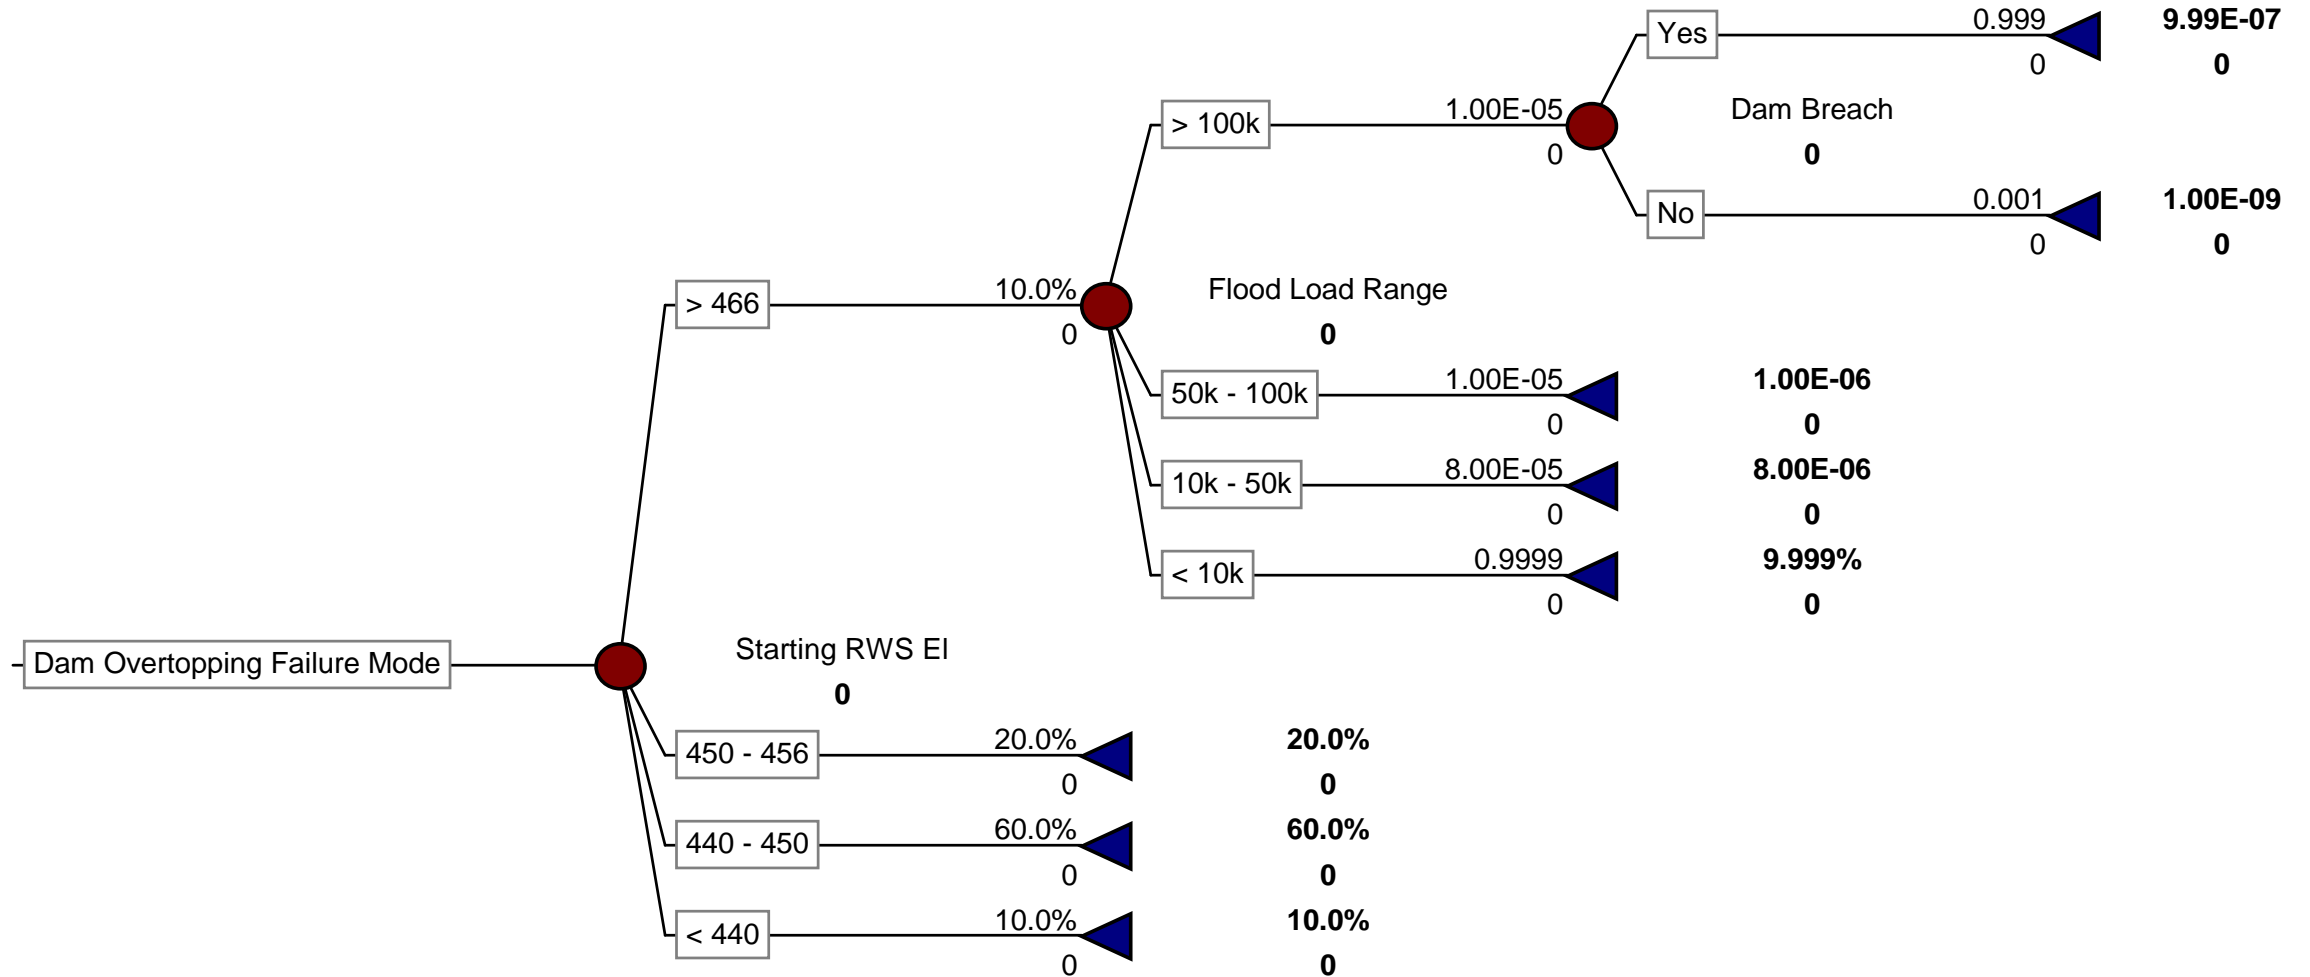 Yes
0.999
9.99E-07
0
0
> 100k
1.00E-05
0
Dam Breach
0
No
0.001
1.00E-09
0
0
> 466
10.0%
0
Flood Load Range
0
50k - 100k
1.00E-05
1.00E-06
0
0
10k - 50k
8.00E-05
8.00E-06
0
0
< 10k
0.9999
9.999%
0
0
Dam Overtopping Failure Mode
Starting RWS El
0
450 - 456
20.0%
20.0%
0
0
440 - 450
60.0%
60.0%
0
0
< 440
10.0%
10.0%
0
0